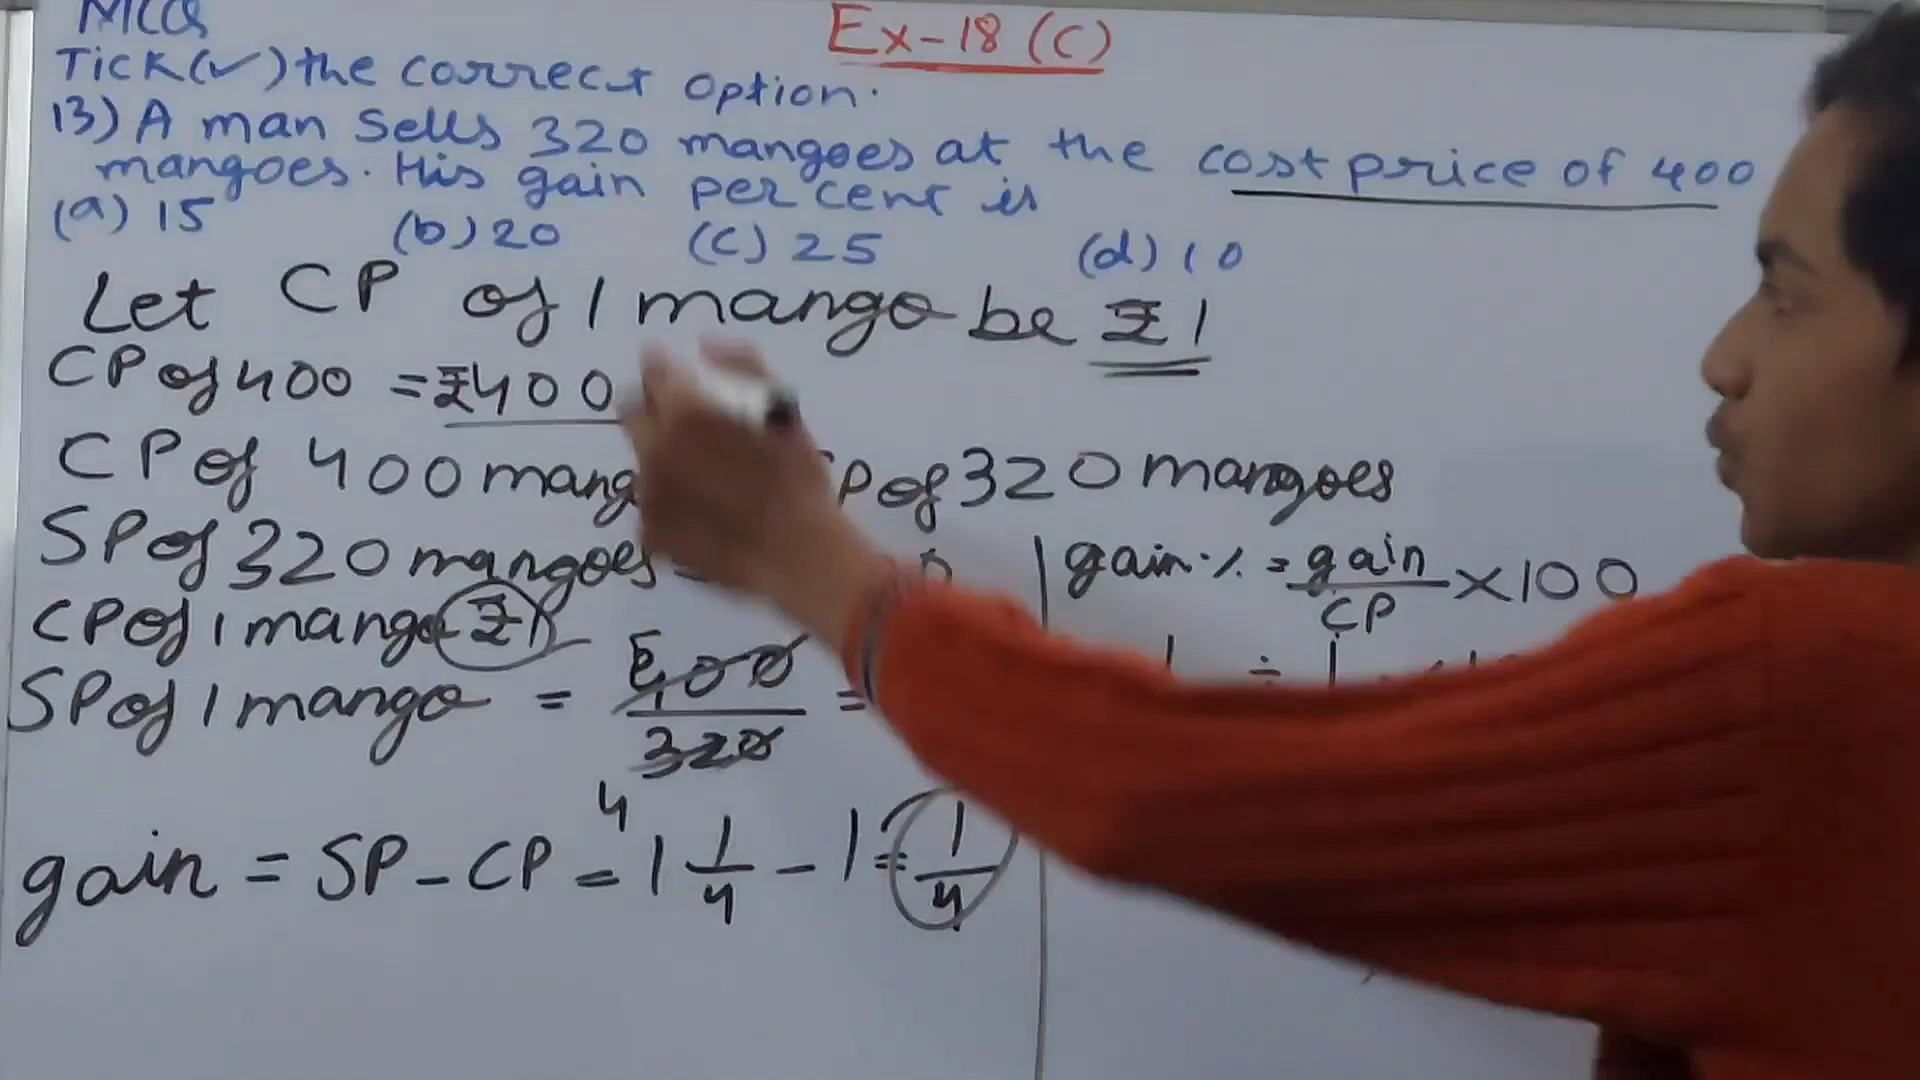 MCQ
Ex-18 (C)
Tick(✓) the correct option.
13) A man sells 320 mangoes at the cost price of 400
mangoes. His gain per cent is
(a) 15 (b) 20 (c) 25 (d) 10
Let CP of 1 mango be ₹1
CP of 400 = ₹400
CP of 400 mang P of 320 mangoes
SP of 320 mangoes =
CP of 1 mango ₹1
SP of 1 mango = 400/320 =
5
4
gain = SP - CP = 1 1/4 - 1 = 1/4
gain % = gain/CP × 100
1 ÷ 1